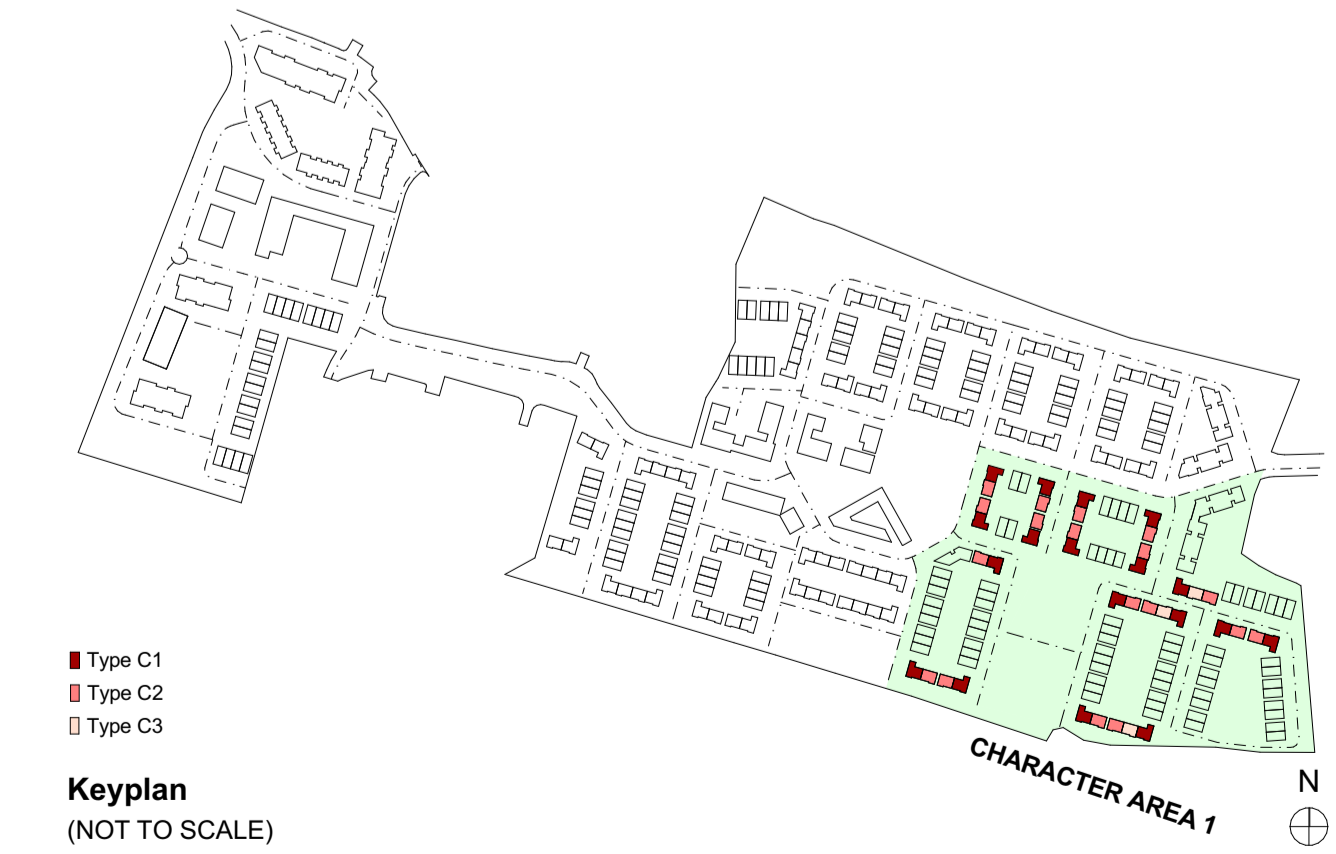 Type C1
Type C2
Type C3
Keyplan
(NOT TO SCALE)
CHARACTER AREA 1
N